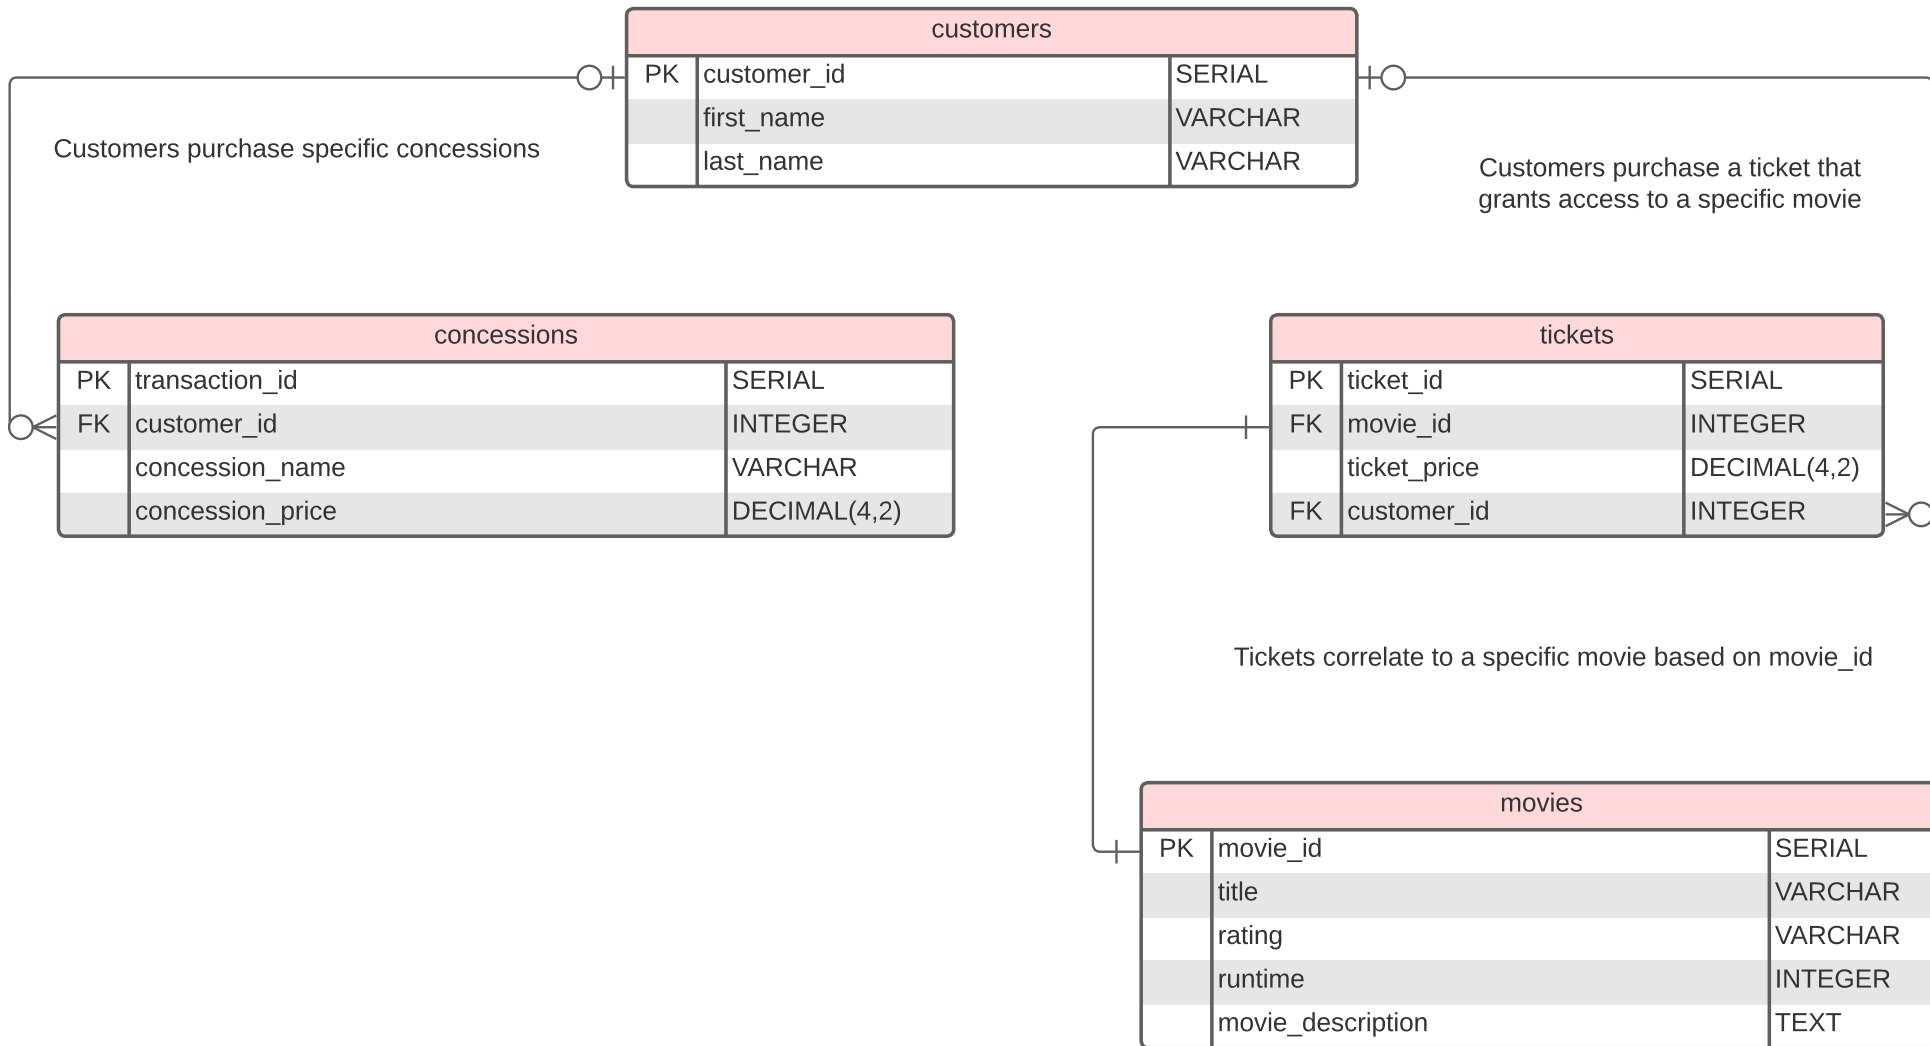 customers
PK customer_id SERIAL
first_name VARCHAR
last_name VARCHAR
Customers purchase specific concessions
Customers purchase a ticket that
grants access to a specific movie
concessions
PK transaction_id SERIAL
FK customer_id INTEGER
concession_name VARCHAR
concession_price DECIMAL(4,2)
tickets
PK ticket_id SERIAL
FK movie_id INTEGER
ticket_price DECIMAL(4,2)
FK customer_id INTEGER
Tickets correlate to a specific movie based on movie_id
movies
PK movie_id SERIAL
title VARCHAR
rating VARCHAR
runtime INTEGER
movie_description TEXT